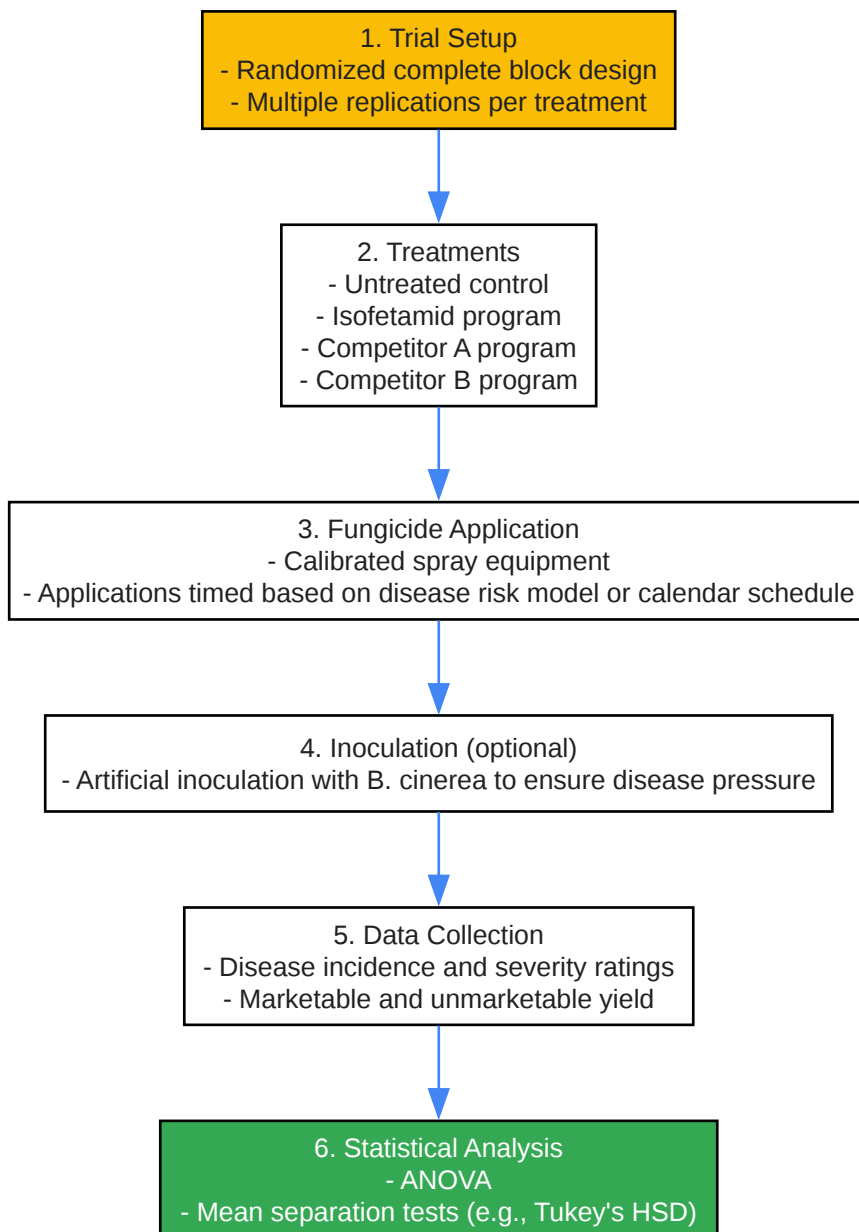 1. Trial Setup
- Randomized complete block design
- Multiple replications per treatment
2. Treatments
- Untreated control
- Isofetamid program
- Competitor A program
- Competitor B program
3. Fungicide Application
- Calibrated spray equipment
- Applications timed based on disease risk model or calendar schedule
4. Inoculation (optional)
- Artificial inoculation with B. cinerea to ensure disease pressure
5. Data Collection
- Disease incidence and severity ratings
- Marketable and unmarketable yield
6. Statistical Analysis
- ANOVA
- Mean separation tests (e.g., Tukey's HSD)